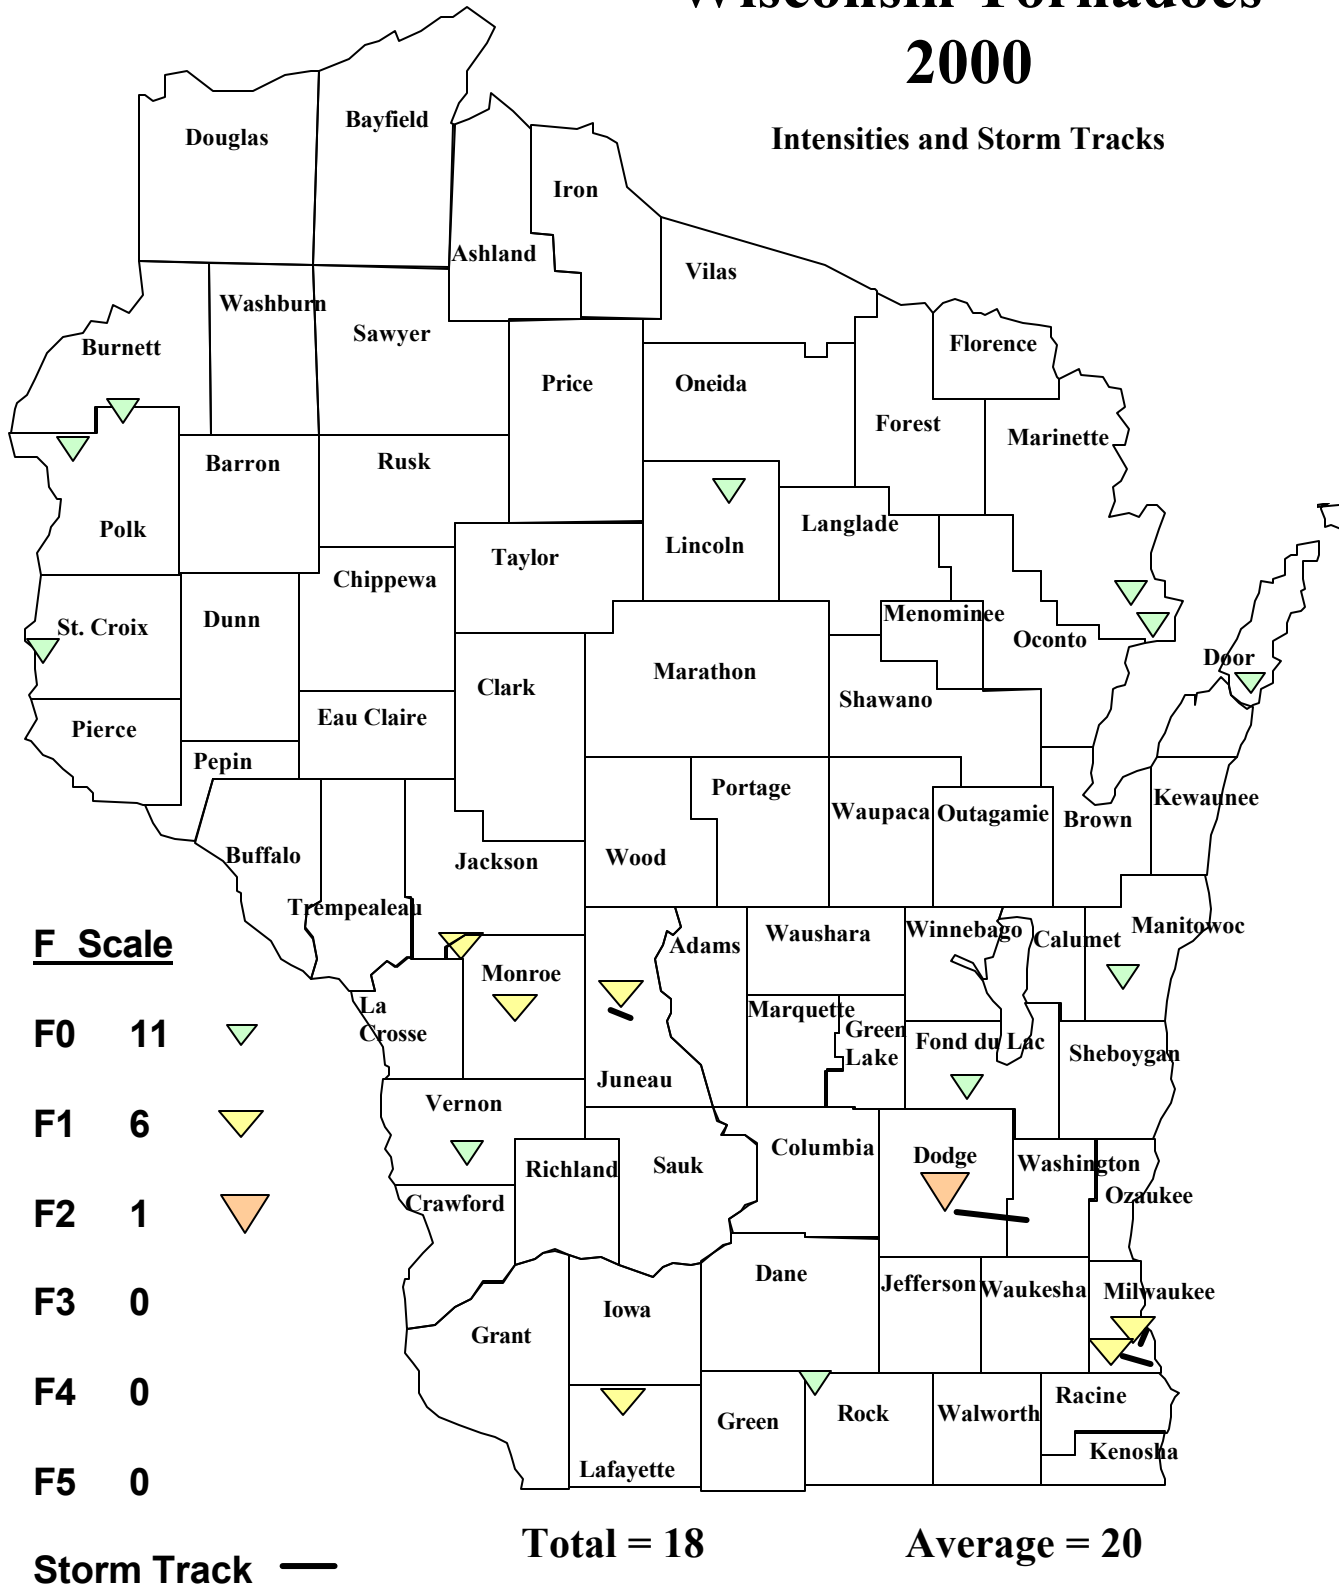 Wisconsin Tornadoes
2000
Intensities and Storm Tracks
Douglas
Bayfield
Iron
Ashland
Vilas
Washburn
Sawyer
Burnett
Florence
Price
Oneida
Forest
Marinette
Barron
Rusk
Polk
Langlade
Lincoln
Taylor
Chippewa
Menominee
Dunn
St. Croix
Oconto
Door
Marathon
Clark
Shawano
Eau Claire
Pierce
Pepin
Portage
Kewaunee
Waupaca
Outagamie
Brown
Buffalo
Jackson
Wood
Trempealeau
Manitowoc
Winnebago
Waushara
Calumet
Adams
Monroe
La
Crosse
Marquette
Green
Lake
Fond du Lac
Sheboygan
Juneau
Vernon
Columbia
Dodge
Washington
Richland
Sauk
Ozaukee
Crawford
Dane
Jefferson
Waukesha
Milwaukee
Iowa
Grant
Racine
Rock
Walworth
Green
Kenosha
Lafayette
F Scale
F0 11
F1 6
F2 1
F3 0
F4 0
F5 0
Storm Track
Total = 18
Average = 20